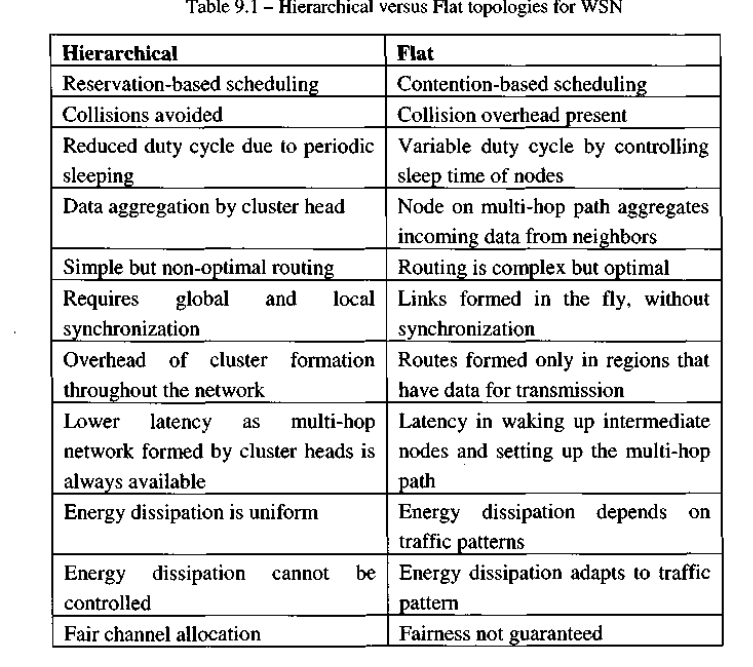 Table 9.1 – Hierarchical versus Flat topologies for WSN
Hierarchical
Flat
Reservation-based scheduling
Contention-based scheduling
Collisions avoided
Collision overhead present
Reduced duty cycle due to periodic
sleeping
Variable duty cycle by controlling
sleep time of nodes
Data aggregation by cluster head
Node on multi-hop path aggregates
incoming data from neighbors
Simple but non-optimal routing
Routing is complex but optimal
Requires global and local
synchronization
Links formed in the fly, without
synchronization
Overhead of cluster formation
throughout the network
Routes formed only in regions that
have data for transmission
Lower latency as multi-hop
network formed by cluster heads is
always available
Latency in waking up intermediate
nodes and setting up the multi-hop
path
Energy dissipation is uniform
Energy dissipation depends on
traffic patterns
Energy dissipation cannot be
controlled
Energy dissipation adapts to traffic
pattern
Fair channel allocation
Fairness not guaranteed